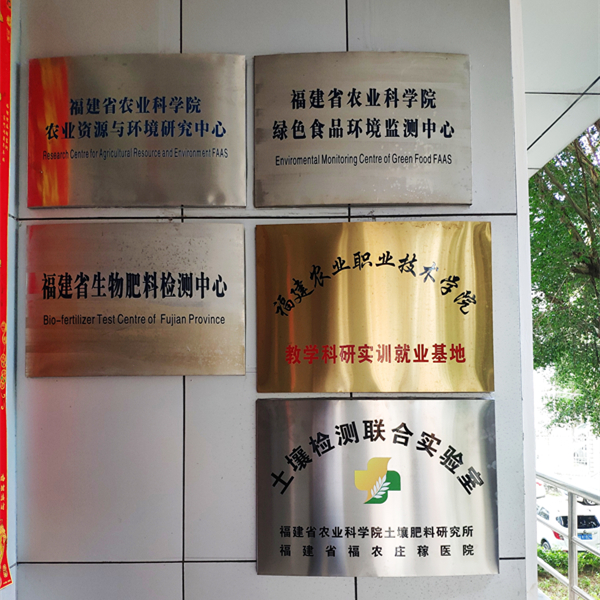 福建省农业科学院
农业资源与环境研究中心
Research Centre for Agricultural Resource and Environment FAAS
福建省农业科学院
绿色食品环境监测中心
Enviromental Monitoring Centre of Green Food FAAS
福建省生物肥料检测中心
Bio-fertilizer Test Centre of Fujian Province
福建农业职业技术学院
教学科研实训就业基地
土壤检测联合实验室
福建省农业科学院土壤肥料研究所
福建省福农庄稼医院